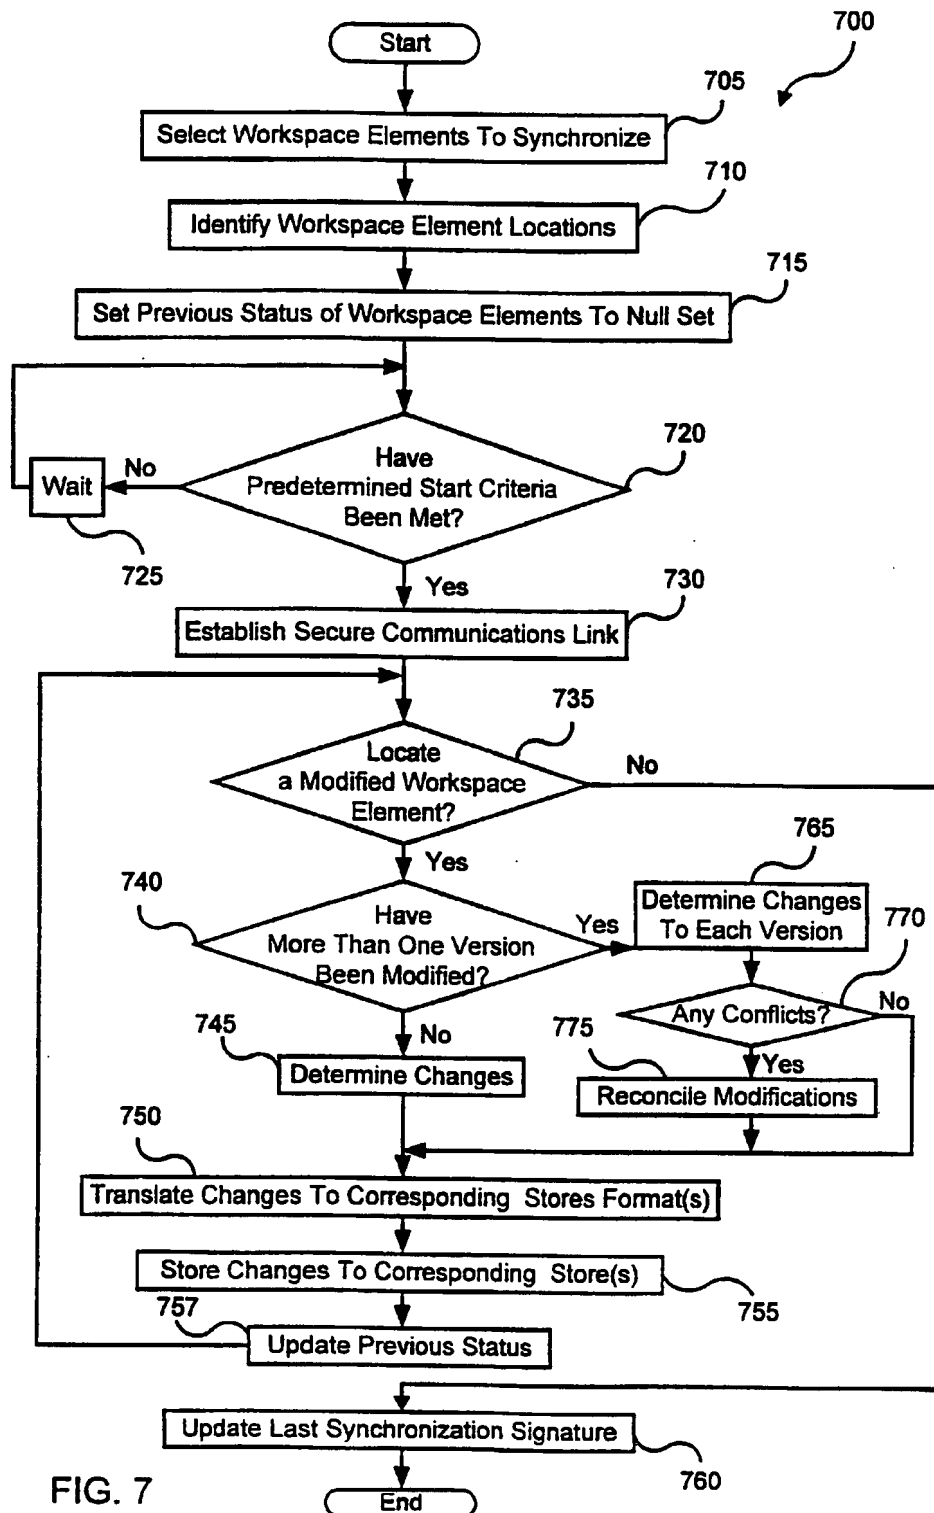 Start
700
705
Select Workspace Elements To Synchronize
710
Identify Workspace Element Locations
715
Set Previous Status of Workspace Elements To Null Set
720
Have
Predetermined Start Criteria
Been Met?
No
Wait
725
Yes
730
Establish Secure Communications Link
735
Locate
a Modified Workspace
Element?
No
Yes
740
Have
More Than One Version
Been Modified?
Yes
765
Determine Changes
To Each Version
770
Any Conflicts?
No
775
Yes
Reconcile Modifications
No
745
Determine Changes
750
Translate Changes To Corresponding Stores Format(s)
Store Changes To Corresponding Store(s)
755
757
Update Previous Status
Update Last Synchronization Signature
760
FIG. 7
End